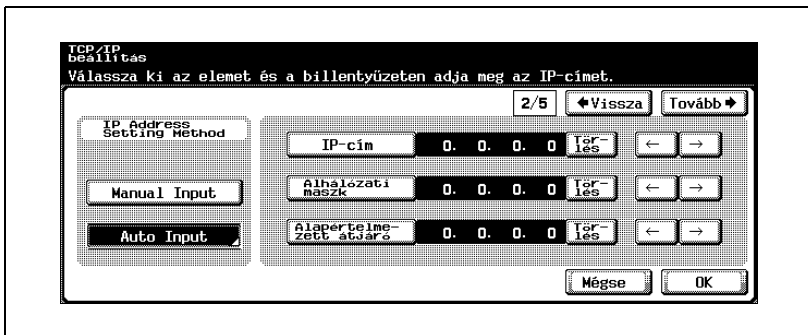 TCP/IP
beállítás
Válassza ki az elemet és a billentyűzeten adja meg az IP-címet.
2/5 🡄Vissza Tovább🡆
IP Address
Setting Method
IP-cím 0. 0. 0. 0 Tör-
lés ← →
Manual Input
Alhálózati
maszk 0. 0. 0. 0 Tör-
lés ← →
Auto Input
Alapértelme-
zett átjáró 0. 0. 0. 0 Tör-
lés ← →
Mégse OK